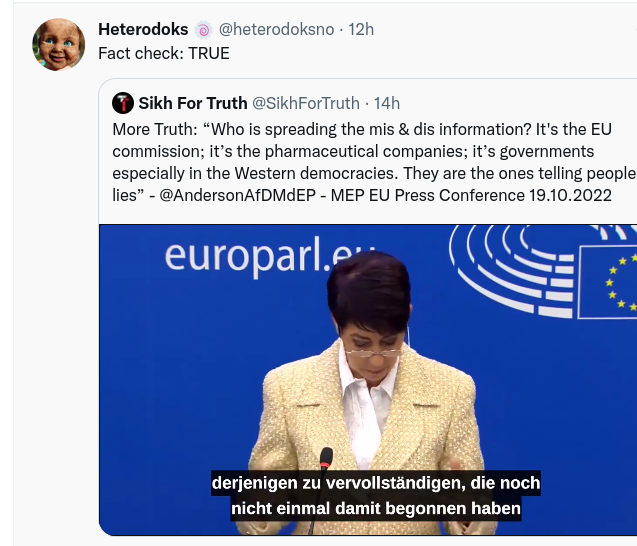 Heterodoks @heterodoksno · 12h
Fact check: TRUE
Sikh For Truth @SikhForTruth · 14h
More Truth: “Who is spreading the mis & dis information? It's the EU
commission; it’s the pharmaceutical companies; it’s governments
especially in the Western democracies. They are the ones telling people
lies” - @AndersonAfDMdEP - MEP EU Press Conference 19.10.2022
europarl.eu
derjenigen zu vervollständigen, die noch
nicht einmal damit begonnen haben